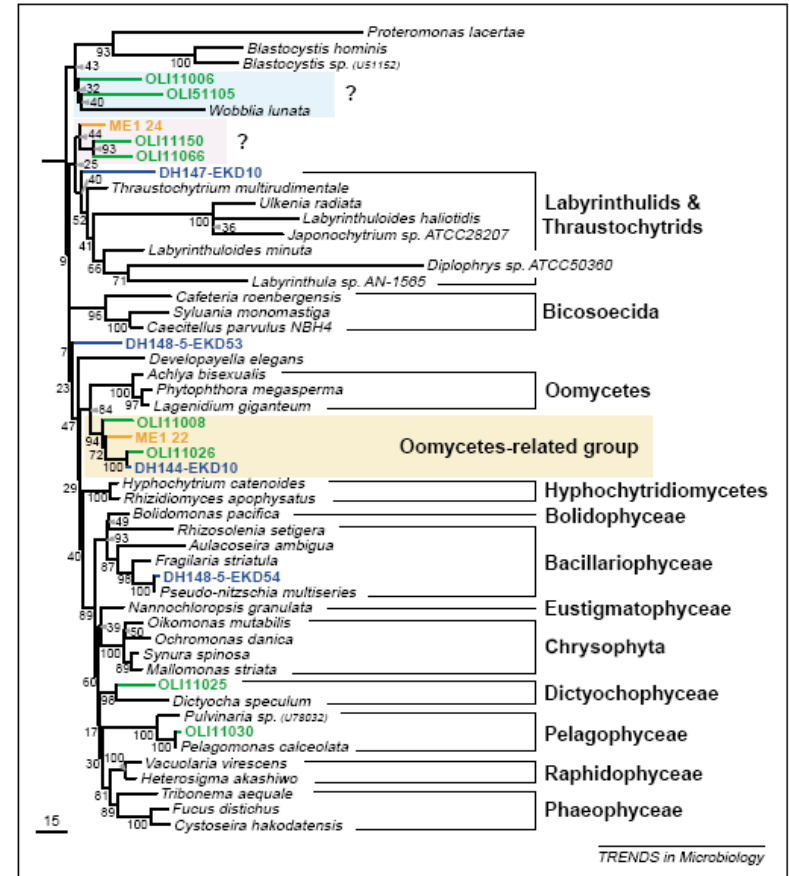 Proteromonas lacertae
93
Blastocystis hominis
100
Blastocystis sp. (U51152)
43
OLI11006
32
OLI51105
?
40
Wobblia lunata
ME1 24
44
OLI11150
?
93
OLI11066
25
DH147-EKD10
40
Thraustochytrium multirudimentale
Ulkenia radiata
52
100
Labyrinthuloides haliotidis
36
Japonochytrium sp. ATCC28207
Labyrinthulids &
Thraustochytrids
41
Labyrinthuloides minuta
9
66
Diplophrys sp. ATCC50360
71
Labyrinthula sp. AN-1565
Cafeteria roenbergensis
96
Syluania monomastiga
Bicosoecida
100
Caecitellus parvulus NBH4
DH148-5-EKD53
7
Developayella elegans
23
Achlya bisexualis
100
Phytophthora megasperma
Oomycetes
97
Lagenidium giganteum
84
47
OLI11008
94
ME1 22
Oomycetes-related group
72
OLI11026
100
DH144-EKD10
29
Hyphochytrium catenoides
100
Rhizidiomyces apophysatus
Hyphochytridiomycetes
Bolidomonas pacifica
Bolidophyceae
49
Rhizosolenia setigera
93
Aulacoseira ambigua
40
87
Fragilaria striatula
Bacillariophyceae
98
DH148-5-EKD54
100
Pseudo-nitzschia multiseries
Nannochloropsis granulata
Eustigmatophyceae
89
Oikomonas mutabilis
39
50
Ochromonas danica
Chrysophyta
100
Synura spinosa
89
Mallomonas striata
60
OLI11025
Dictyochophyceae
98
Dictyocha speculum
Pulvinaria sp. (U78032)
17
100
OLI11030
Pelagophyceae
100
Pelagomonas calceolata
30
100
Vacuolaria virescens
Raphidophyceae
Heterosigma akashiwo
81
Tribonema aequale
89
Fucus distichus
Phaeophyceae
100
Cystoseira hakodatensis
15
TRENDS in Microbiology